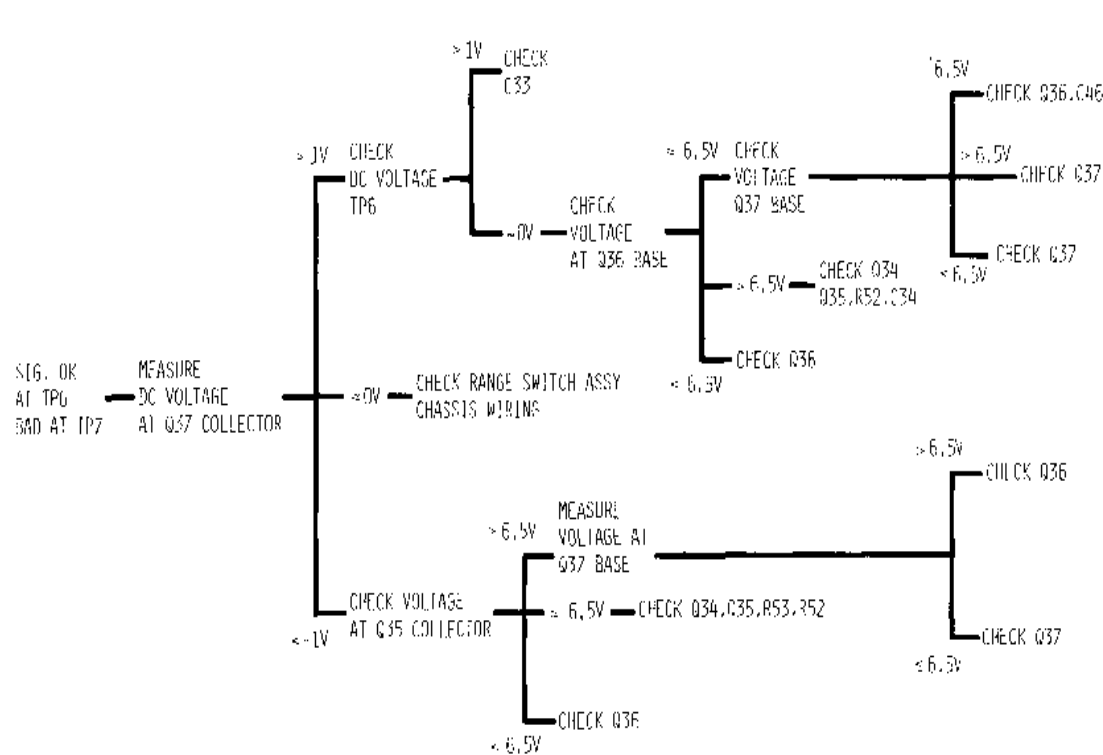 SIG. OK
AT TP6
BAD AT TP7
MEASURE
DC VOLTAGE
AT Q37 COLLECTOR
> 1V
CHECK
DC VOLTAGE
TP6
> 1V
CHECK
C33
≈0V
CHECK
VOLTAGE
AT Q36 BASE
≈ 6.5V
CHECK
VOLTAGE
Q37 BASE
6.5V
CHECK Q36,C46
> 6.5V
CHECK Q37
< 6.5V
CHECK Q37
> 6.5V
CHECK Q34
Q35,R52,C34
< 6.5V
CHECK Q36
≈0V
CHECK RANGE SWITCH ASSY
CHASSIS WIRING
<-1V
CHECK VOLTAGE
AT Q35 COLLECTOR
> 6.5V
MEASURE
VOLTAGE AT
Q37 BASE
> 6.5V
CHECK Q36
≤ 6.5V
CHECK Q37
≈ 6.5V
CHECK Q34,Q35,R53,R52
< 6.5V
CHECK Q36